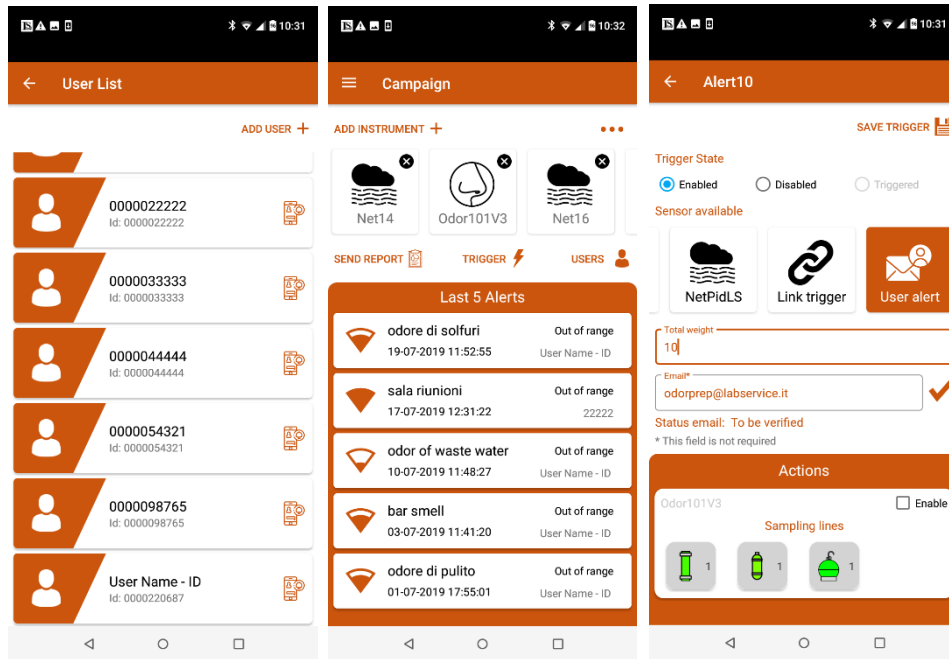 10:31
User List
ADD USER
0000022222
Id: 0000022222
0000033333
Id: 0000033333
0000044444
Id: 0000044444
0000054321
Id: 0000054321
0000098765
Id: 0000098765
User Name - ID
Id: 0000220687
10:32
Campaign
ADD INSTRUMENT
Net14
Odor101V3
Net16
SEND REPORT
TRIGGER
USERS
Last 5 Alerts
odore di solfuri Out of range
19-07-2019 11:52:55 User Name - ID
sala riunioni Out of range
17-07-2019 12:31:22 22222
odor of waste water Out of range
10-07-2019 11:48:27 User Name - ID
bar smell Out of range
03-07-2019 11:41:20 User Name - ID
odore di pulito Out of range
01-07-2019 17:55:01 User Name - ID
10:31
Alert10
SAVE TRIGGER
Trigger State
Enabled Disabled Triggered
Sensor available
NetPidLS Link trigger User alert
Total weight
10
Email*
odorprep@labservice.it
Status email: To be verified
* This field is not required
Actions
Odor101V3 Enable
Sampling lines
1 1 1